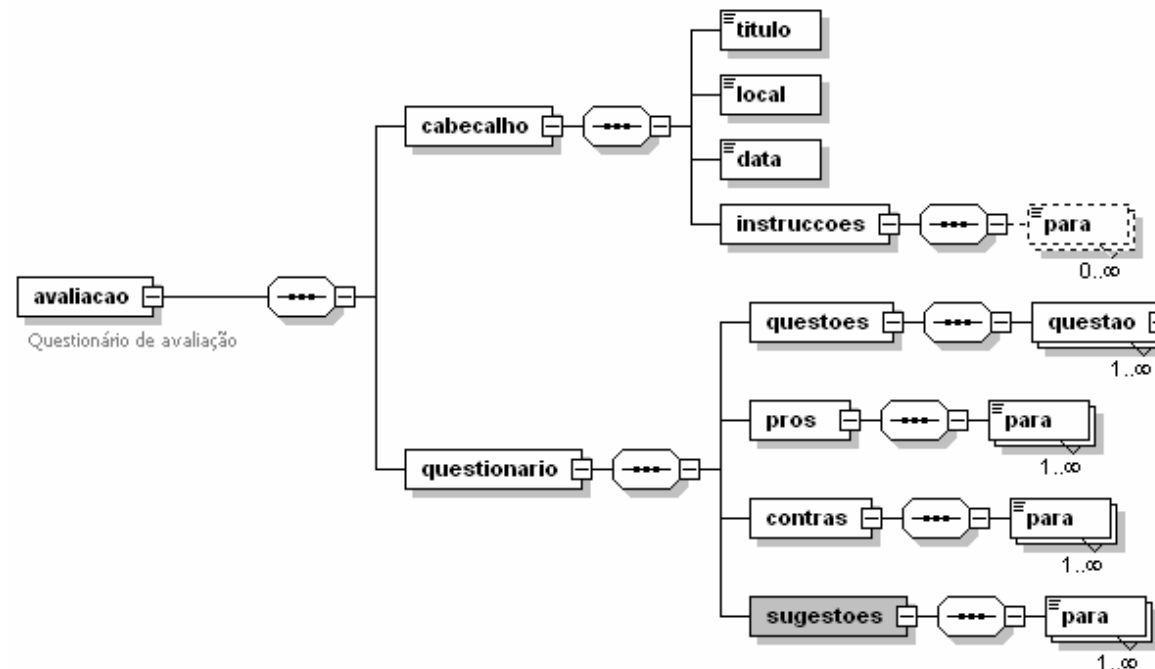 titulo
local
cabecalho
data
instruccoes
para
0..∞
avaliacao
Questionário de avaliação
questoes
questao
1..∞
pros
para
1..∞
questionario
contras
para
1..∞
sugestoes
para
1..∞